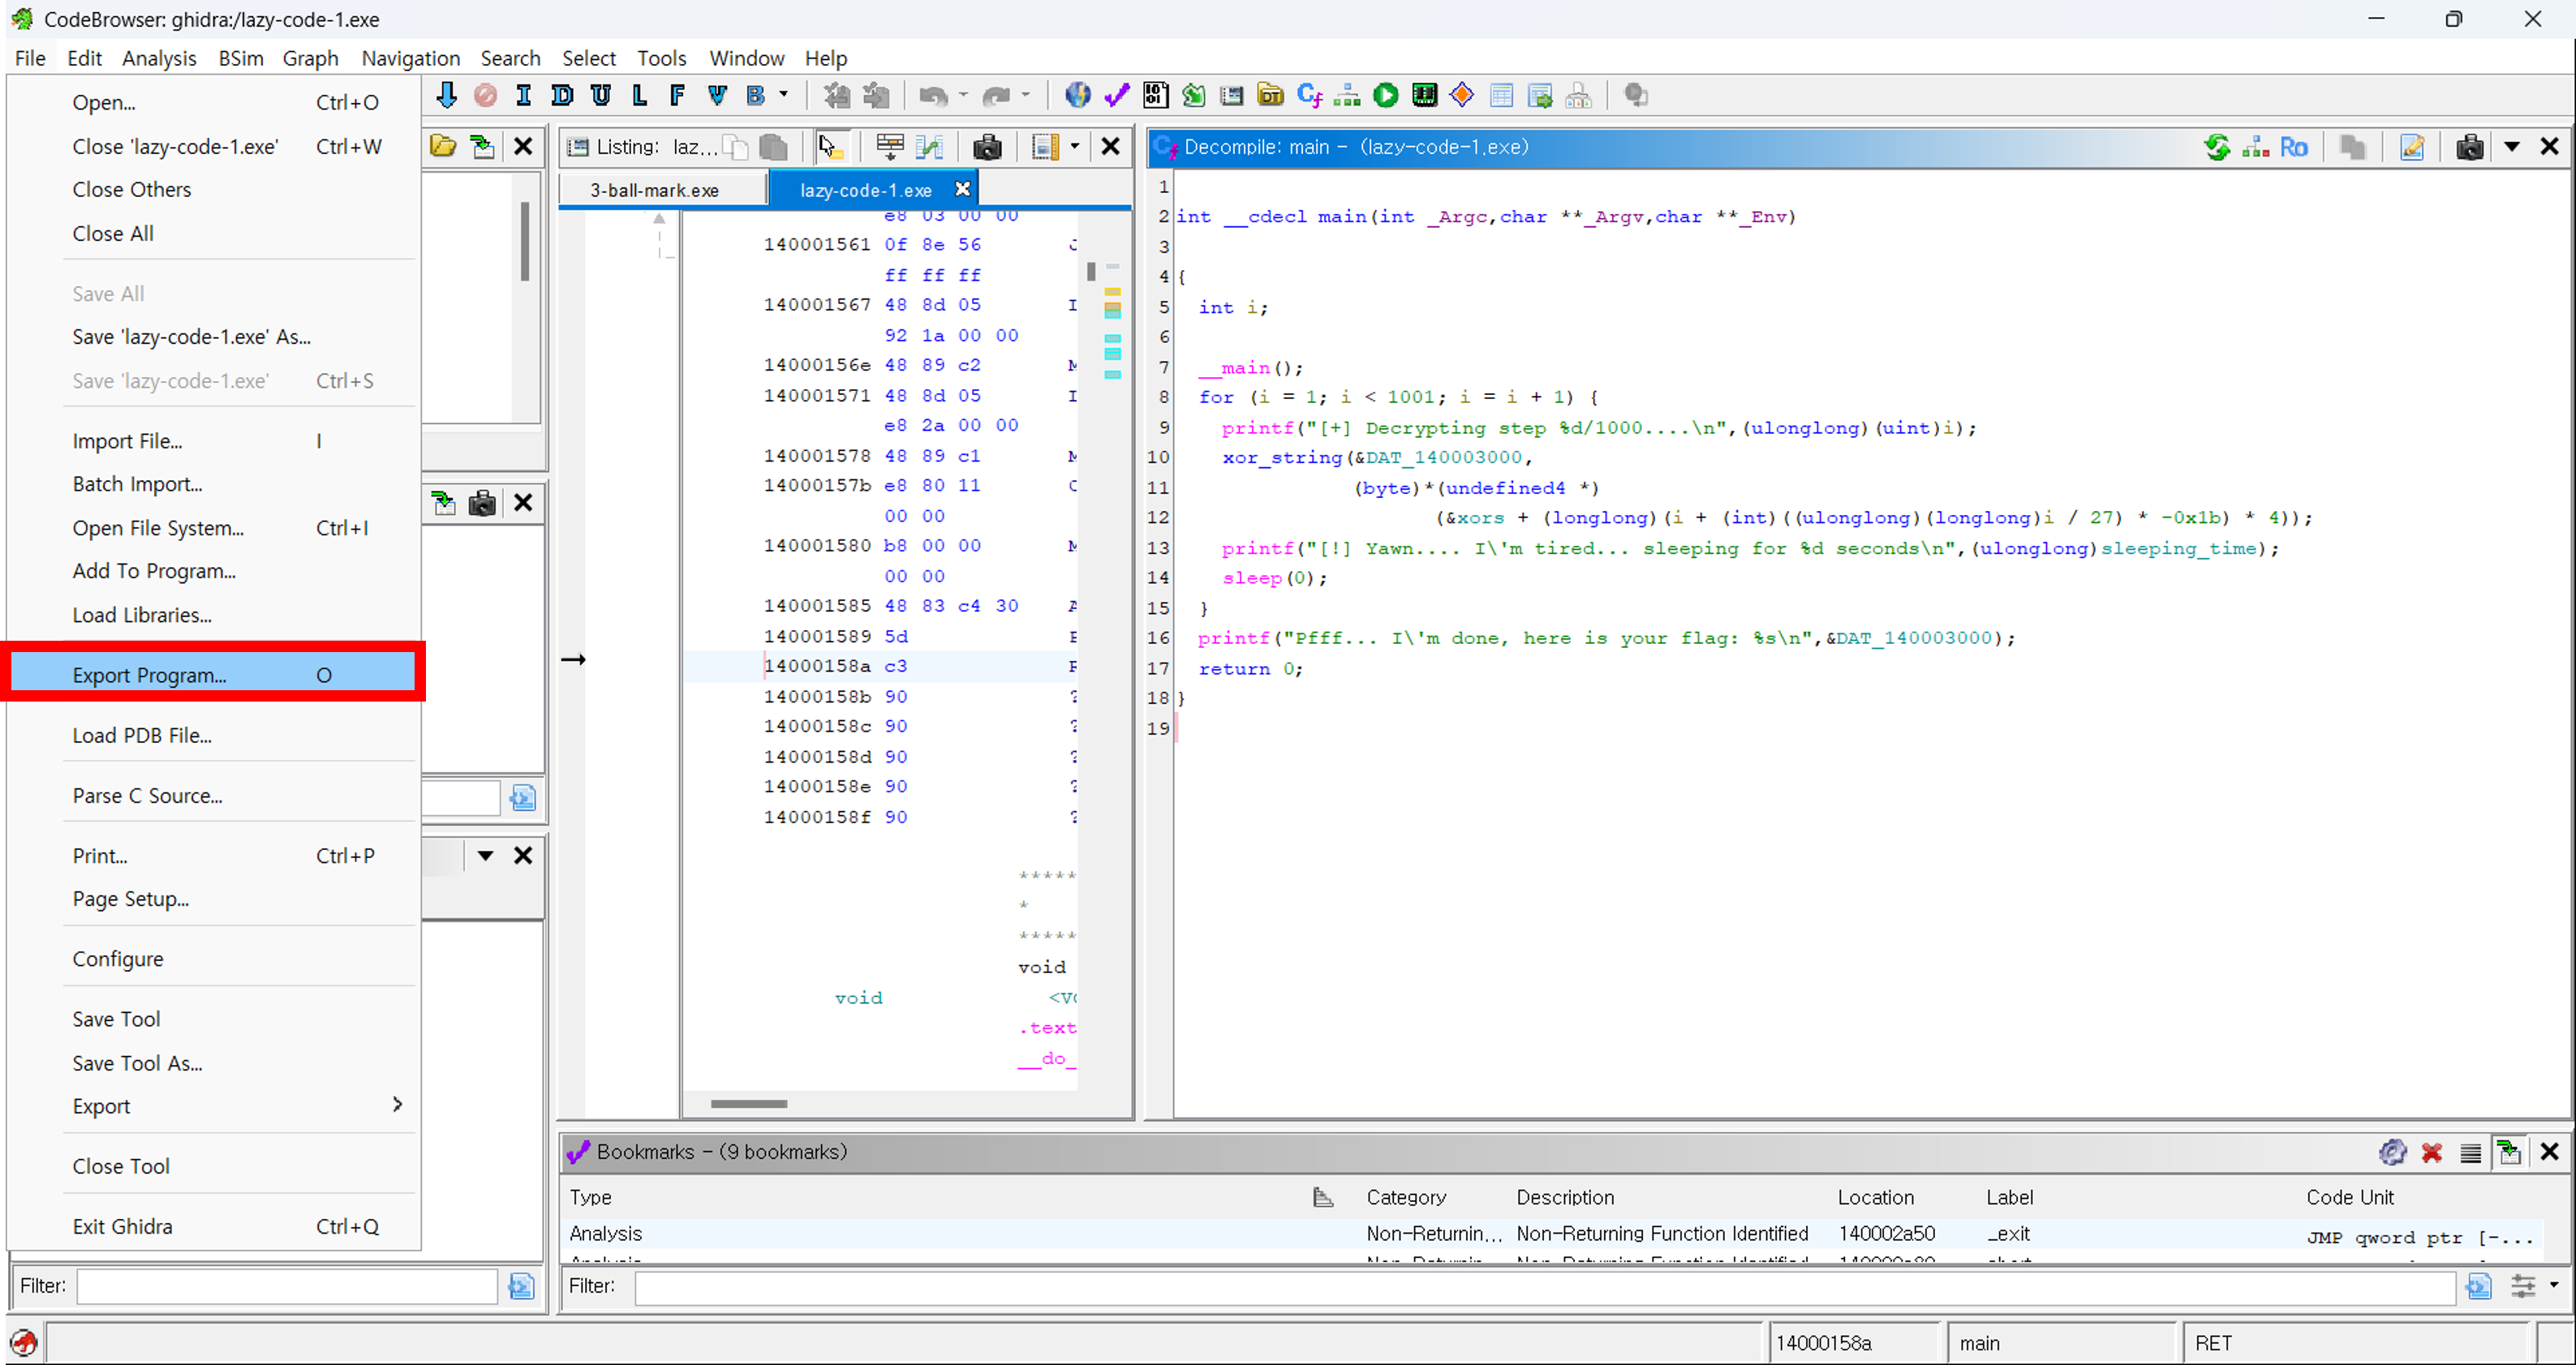 CodeBrowser: ghidra:/lazy-code-1.exe
File Edit Analysis BSim Graph Navigation Search Select Tools Window Help
Open... Ctrl+O
Close 'lazy-code-1.exe' Ctrl+W
Close Others
Close All
Save All
Save 'lazy-code-1.exe' As...
Save 'lazy-code-1.exe' Ctrl+S
Import File... I
Batch Import...
Open File System... Ctrl+I
Add To Program...
Load Libraries...
Export Program... O
Load PDB File...
Parse C Source...
Print... Ctrl+P
Page Setup...
Configure
Save Tool
Save Tool As...
Export
Close Tool
Exit Ghidra Ctrl+Q
Filter:
I D U L F V B
Listing: laz...
3-ball-mark.exe lazy-code-1.exe
e8 03 00 00
140001561 0f 8e 56 J
ff ff ff
140001567 48 8d 05
92 1a 00 00
14000156e 48 89 c2
140001571 48 8d 05
e8 2a 00 00
140001578 48 89 c1
14000157b e8 80 11
00 00
140001580 b8 00 00
00 00
140001585 48 83 c4 30
140001589 5d
14000158a c3
14000158b 90 ?
14000158c 90 ?
14000158d 90 ?
14000158e 90 ?
14000158f 90 ?
*****
*
*****
void
void <VO
.text
__do_
Decompile: main - (lazy-code-1.exe)
Ro
1
2 int __cdecl main(int _Argc,char **_Argv,char **_Env)
3
4 {
5 int i;
6
7 __main();
8 for (i = 1; i < 1001; i = i + 1) {
9 printf("[+] Decrypting step %d/1000....\n",(ulonglong)(uint)i);
10 xor_string(&DAT_140003000,
11 (byte)*(undefined4 *)
12 (&xors + (longlong)(i + (int)((ulonglong)(longlong)i / 27) * -0x1b) * 4));
13 printf("[!] Yawn.... I\'m tired... sleeping for %d seconds\n",(ulonglong)sleeping_time);
14 sleep(0);
15 }
16 printf("Pfff... I\'m done, here is your flag: %s\n",&DAT_140003000);
17 return 0;
18 }
19
Bookmarks - (9 bookmarks)
Type Category Description Location Label Code Unit
Analysis Non-Returnin... Non-Returning Function Identified 140002a50 _exit JMP qword ptr [-...
Filter:
14000158a main RET